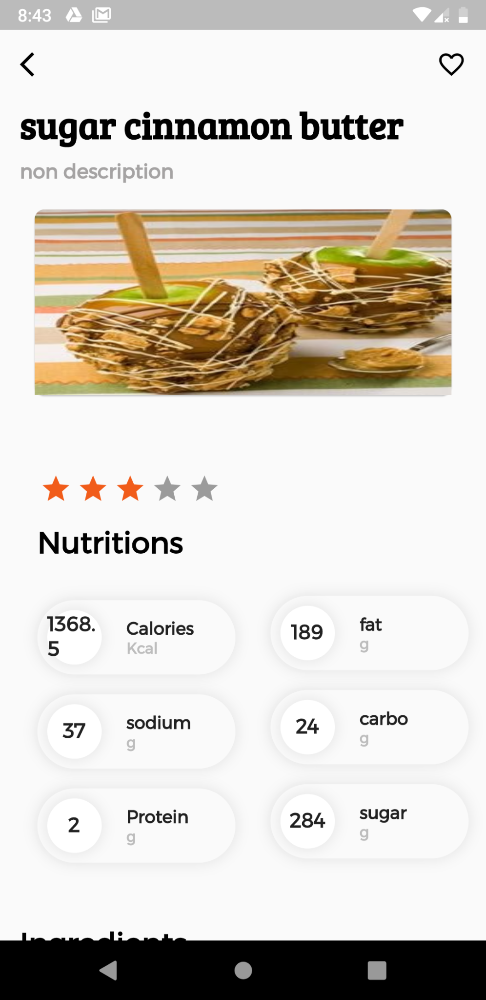 8:43
sugar cinnamon butter
non description
Nutritions
1368.
5
Calories
Kcal
189
fat
g
37
sodium
g
24
carbo
g
2
Protein
g
284
sugar
g
Ingredients